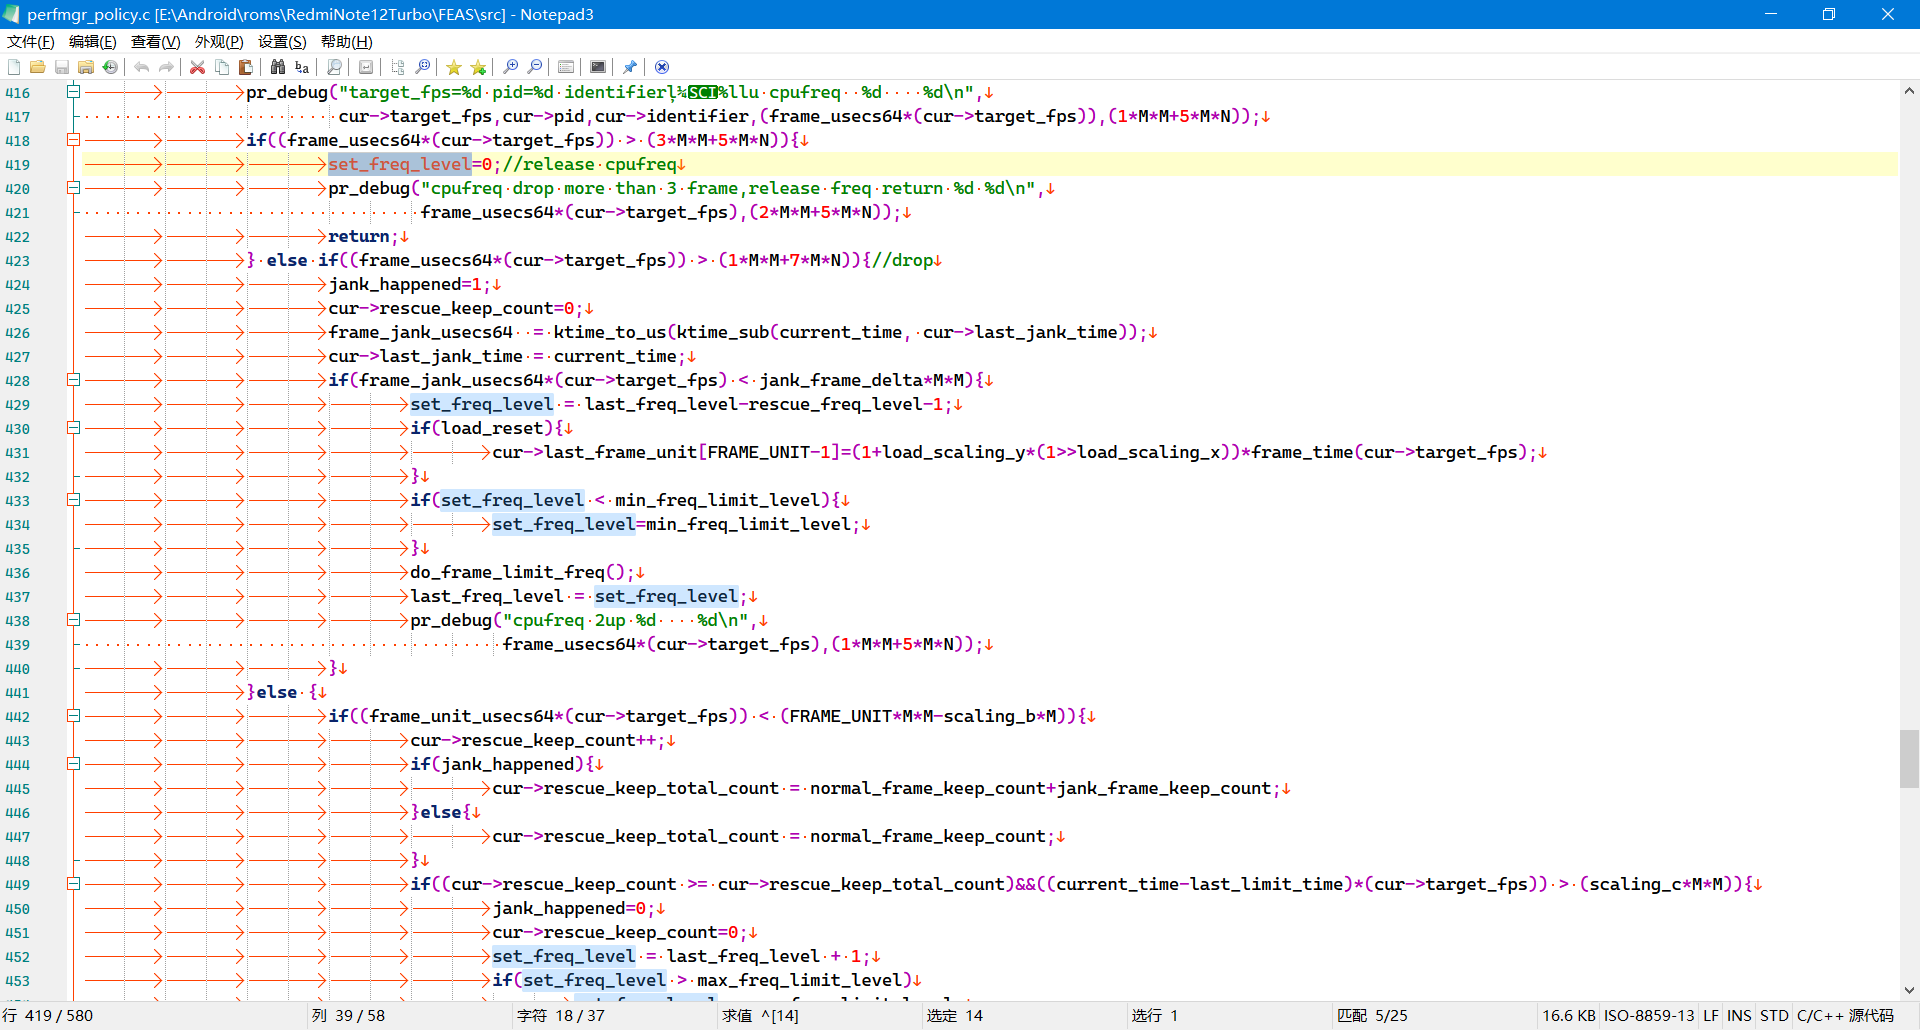 perfmgr_policy.c [E:\Android\roms\RedmiNote12Turbo\FEAS\src] - Notepad3
文件(F) 编辑(E) 查看(V) 外观(P) 设置(S) 帮助(H)
416 pr_debug("target_fps=%d pid=%d identifierļ¼SCI%llu cpufreq  %d    %d\n",
417 cur->target_fps,cur->pid,cur->identifier,(frame_usecs64*(cur->target_fps)),(1*M*M+5*M*N));
418 if((frame_usecs64*(cur->target_fps)) > (3*M*M+5*M*N)){
419 set_freq_level=0;//release cpufreq
420 pr_debug("cpufreq drop more than 3 frame,release freq return %d %d\n",
421 frame_usecs64*(cur->target_fps),(2*M*M+5*M*N));
422 return;
423 } else if((frame_usecs64*(cur->target_fps)) > (1*M*M+7*M*N)){//drop
424 jank_happened=1;
425 cur->rescue_keep_count=0;
426 frame_jank_usecs64  = ktime_to_us(ktime_sub(current_time, cur->last_jank_time));
427 cur->last_jank_time = current_time;
428 if(frame_jank_usecs64*(cur->target_fps) < jank_frame_delta*M*M){
429 set_freq_level = last_freq_level-rescue_freq_level-1;
430 if(load_reset){
431 cur->last_frame_unit[FRAME_UNIT-1]=(1+load_scaling_y*(1>>load_scaling_x))*frame_time(cur->target_fps);
432 }
433 if(set_freq_level < min_freq_limit_level){
434 set_freq_level=min_freq_limit_level;
435 }
436 do_frame_limit_freq();
437 last_freq_level = set_freq_level;
438 pr_debug("cpufreq 2up %d    %d\n",
439 frame_usecs64*(cur->target_fps),(1*M*M+5*M*N));
440 }
441 }else {
442 if((frame_unit_usecs64*(cur->target_fps)) < (FRAME_UNIT*M*M-scaling_b*M)){
443 cur->rescue_keep_count++;
444 if(jank_happened){
445 cur->rescue_keep_total_count = normal_frame_keep_count+jank_frame_keep_count;
446 }else{
447 cur->rescue_keep_total_count = normal_frame_keep_count;
448 }
449 if((cur->rescue_keep_count >= cur->rescue_keep_total_count)&&((current_time-last_limit_time)*(cur->target_fps)) > (scaling_c*M*M)){
450 jank_happened=0;
451 cur->rescue_keep_count=0;
452 set_freq_level = last_freq_level + 1;
453 if(set_freq_level > max_freq_limit_level)
行 419 / 580 列 39 / 58 字符 18 / 37 求值 ^[14] 选定 14 选行 1 匹配 5/25 16.6 KB ISO-8859-13 LF INS STD C/C++ 源代码